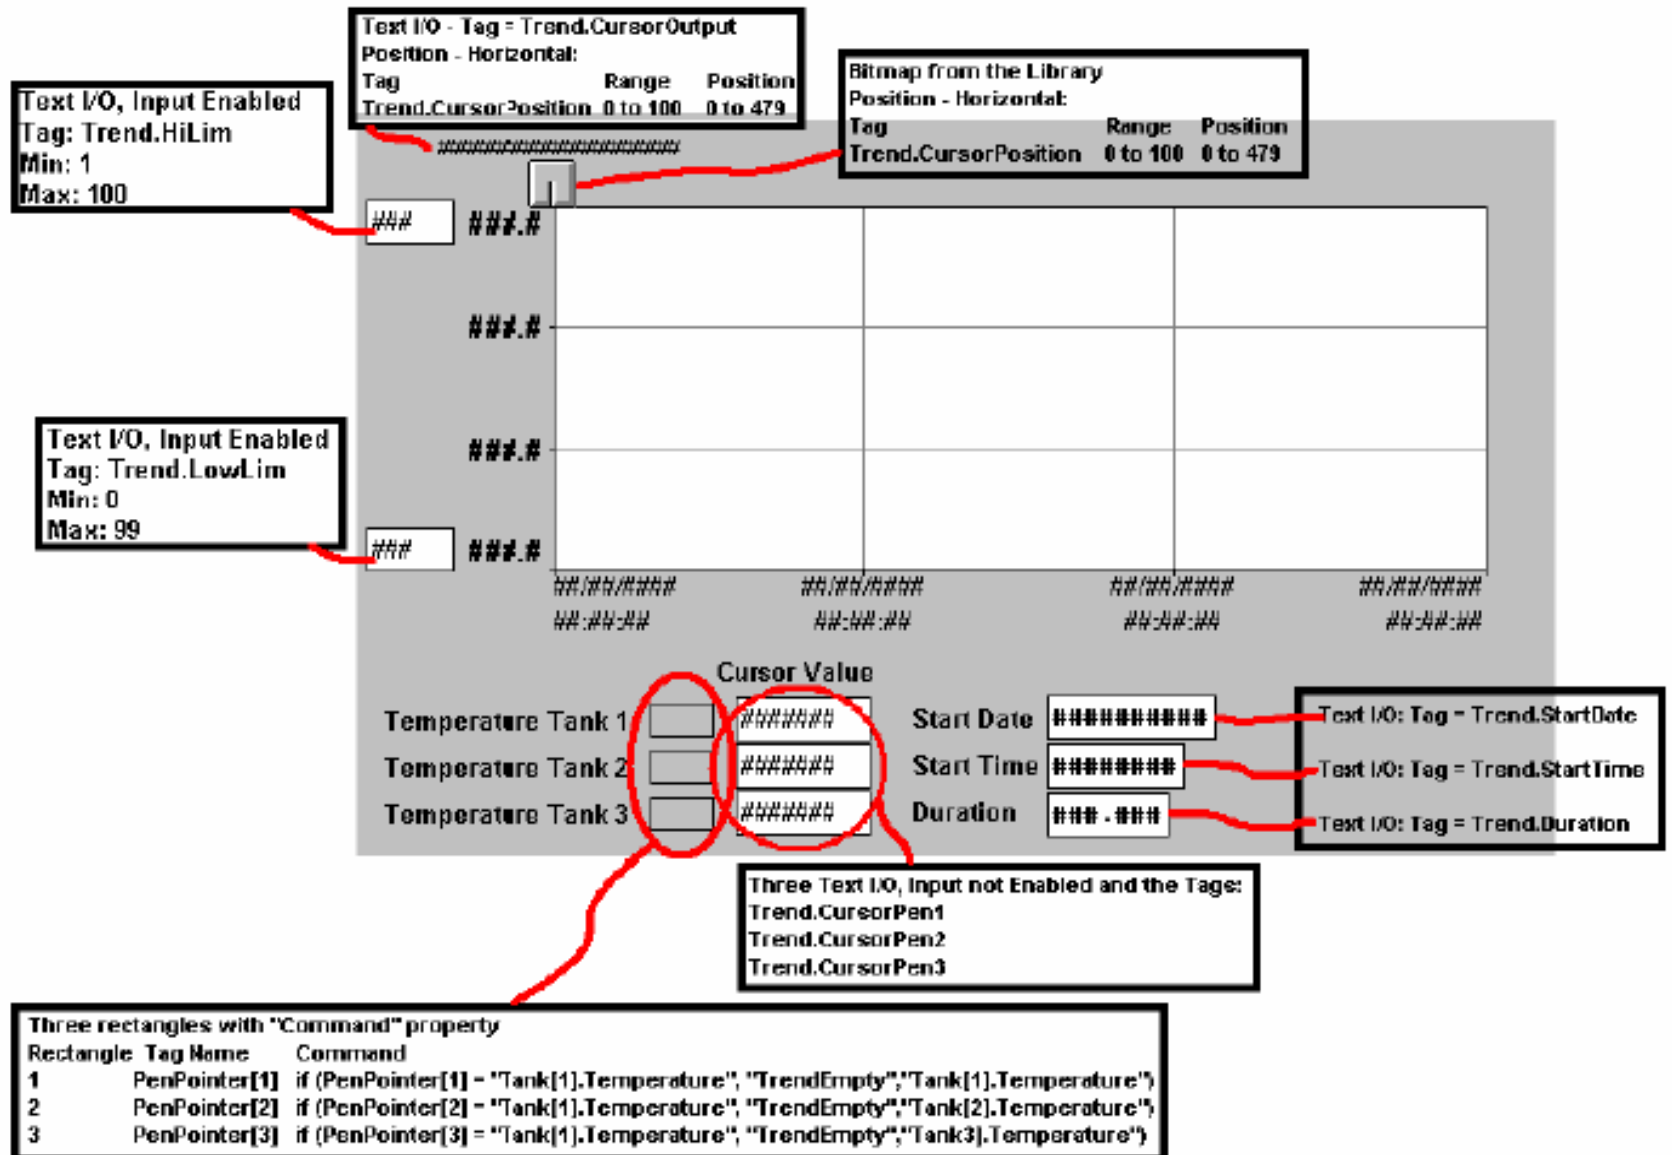 Text I/O - Tag = Trend.CursorOutput
Position - Horizontal:
Tag Range Position
Trend.CursorPosition 0 to 100 0 to 479
Bitmap from the Library
Position - Horizontal:
Tag Range Position
Trend.CursorPosition 0 to 100 0 to 479
Text I/O, Input Enabled
Tag: Trend.HiLim
Min: 1
Max: 100
########################
### ###.#
###.#
Text I/O, Input Enabled
Tag: Trend.LowLim
Min: 0
Max: 99
###.#
### ###.#
##/##/#### ##/##/#### ##/##/#### ##/##/####
##:##:## ##:##:## ##:##:## ##:##:##
Cursor Value
Temperature Tank 1 ####### Start Date ########## Text I/O: Tag = Trend.StartDate
Temperature Tank 2 ####### Start Time ######## Text I/O: Tag = Trend.StartTime
Temperature Tank 3 ####### Duration ###.### Text I/O: Tag = Trend.Duration
Three Text I/O, Input not Enabled and the Tags:
Trend.CursorPen1
Trend.CursorPen2
Trend.CursorPen3
Three rectangles with "Command" property
Rectangle Tag Name Command
1 PenPointer[1] if (PenPointer[1] = "Tank[1].Temperature", "TrendEmpty","Tank[1].Temperature")
2 PenPointer[2] if (PenPointer[2] = "Tank[1].Temperature", "TrendEmpty","Tank[2].Temperature")
3 PenPointer[3] if (PenPointer[3] = "Tank[1].Temperature", "TrendEmpty","Tank3].Temperature")